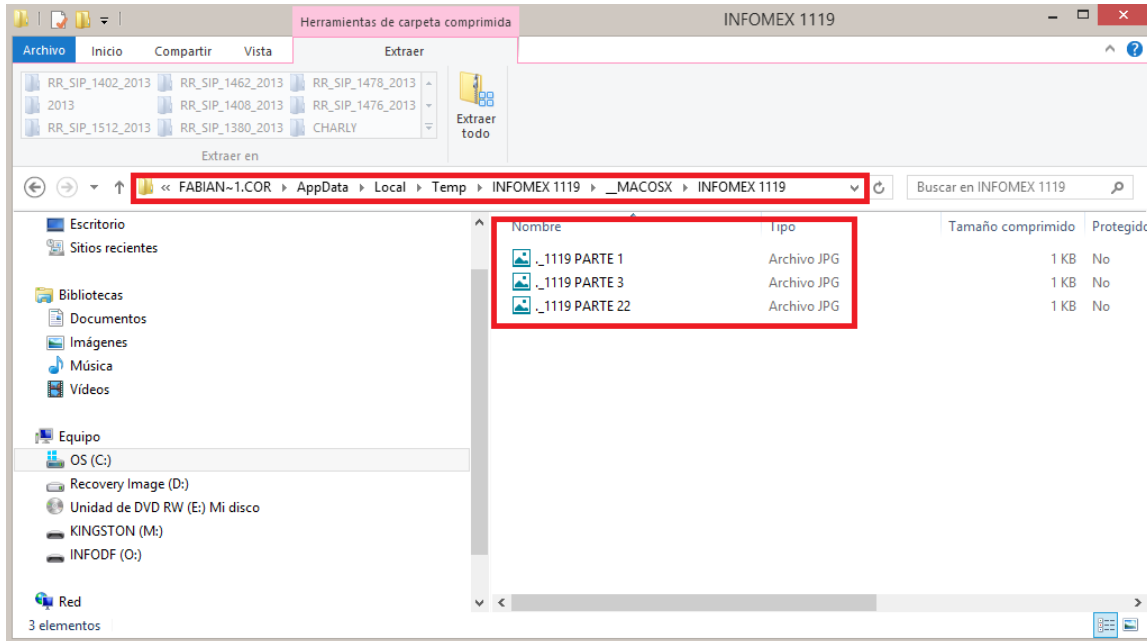 Herramientas de carpeta comprimida
INFOMEX 1119
Archivo Inicio Compartir Vista Extraer
RR_SIP_1402_2013 RR_SIP_1462_2013 RR_SIP_1478_2013
2013 RR_SIP_1408_2013 RR_SIP_1476_2013
RR_SIP_1512_2013 RR_SIP_1380_2013 CHARLY
Extraer todo
Extraer en
« FABIAN~1.COR AppData Local Temp INFOMEX 1119 __MACOSX INFOMEX 1119
Buscar en INFOMEX 1119
Escritorio
Sitios recientes
Bibliotecas
Documentos
Imágenes
Música
Vídeos
Equipo
OS (C:)
Recovery Image (D:)
Unidad de DVD RW (E:) Mi disco
KINGSTON (M:)
INFODF (O:)
Red
Nombre Tipo Tamaño comprimido Protegido
._1119 PARTE 1 Archivo JPG 1 KB No
._1119 PARTE 3 Archivo JPG 1 KB No
._1119 PARTE 22 Archivo JPG 1 KB No
3 elementos